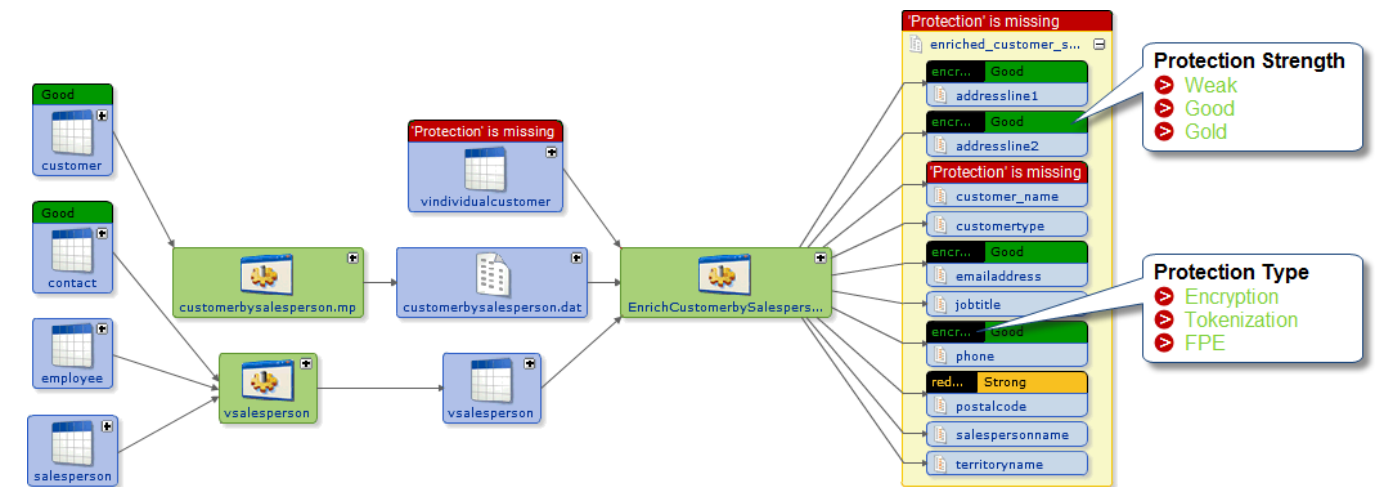 Good
customer
Good
contact
employee
salesperson
customerbysalesperson.mp
vsalesperson
'Protection' is missing
vindividualcustomer
customerbysalesperson.dat
vsalesperson
EnrichCustomerbySalespers...
'Protection' is missing
enriched_customer_s...
encr... Good
addressline1
encr... Good
addressline2
'Protection' is missing
customer_name
customertype
encr... Good
emailaddress
jobtitle
encr... Good
phone
red... Strong
postalcode
salespersonname
territoryname
Protection Strength
Weak
Good
Gold
Protection Type
Encryption
Tokenization
FPE